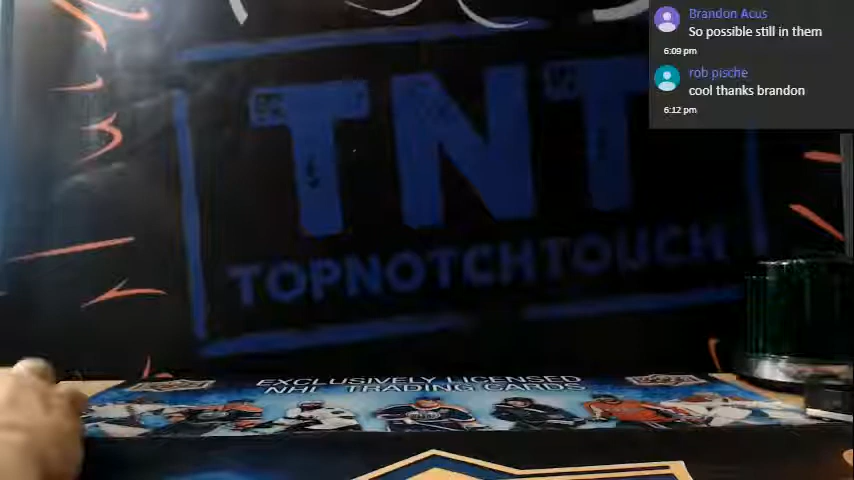 Brandon Acus
So possible still in them
6:09 pm
rob pische
cool thanks brandon
6:12 pm
TNT
TOPNOTCHTOUCH
EXCLUSIVELY LICENSED
NHL TRADING CARDS